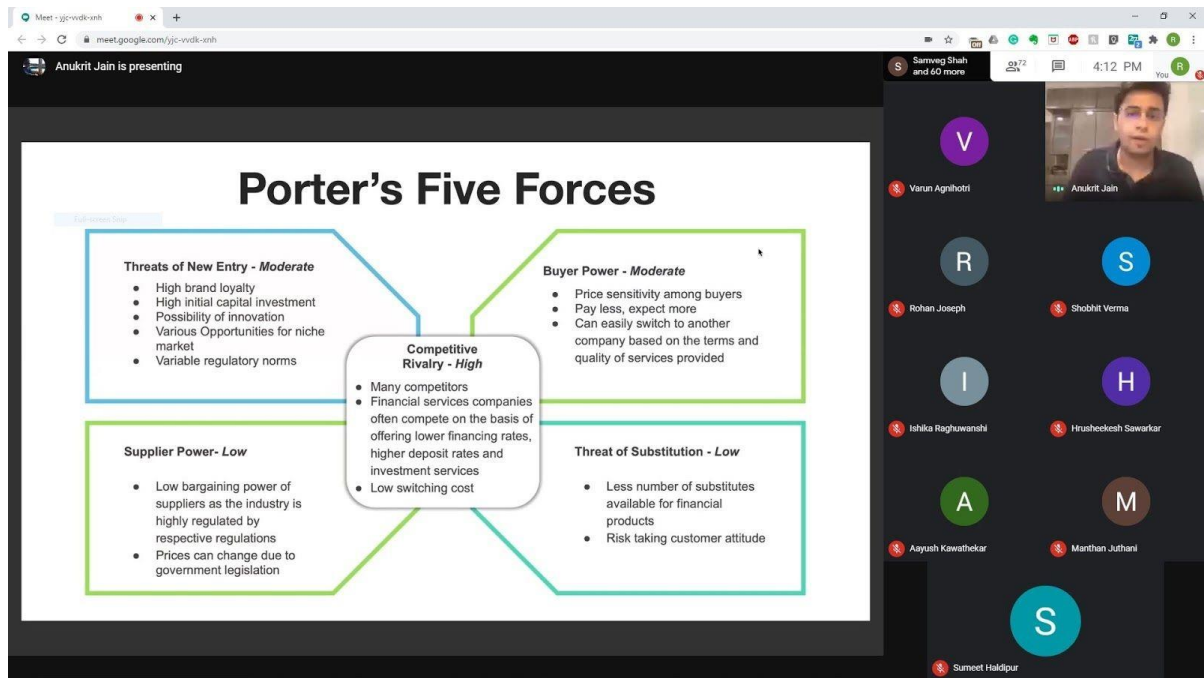 Meet - yjc-vvdk-xnh
meet.google.com/yjc-vvdk-xnh
Anukrit Jain is presenting
S
Samveg Shah
and 60 more
72
4:12 PM
You
R
Porter's Five Forces
Threats of New Entry - Moderate
● High brand loyalty
● High initial capital investment
● Possibility of innovation
● Various Opportunities for niche
market
● Variable regulatory norms
Buyer Power - Moderate
● Price sensitivity among buyers
● Pay less, expect more
● Can easily switch to another
company based on the terms and
quality of services provided
Competitive
Rivalry - High
● Many competitors
● Financial services companies
often compete on the basis of
offering lower financing rates,
higher deposit rates and
investment services
● Low switching cost
Supplier Power- Low
● Low bargaining power of
suppliers as the industry is
highly regulated by
respective regulations
● Prices can change due to
government legislation
Threat of Substitution - Low
● Less number of substitutes
available for financial
products
● Risk taking customer attitude
V
Varun Agnihotri
Anukrit Jain
R
Rohan Joseph
S
Shobhit Verma
I
Ishika Raghuwanshi
H
Hrusheekesh Sawarkar
A
Aayush Kawathekar
M
Manthan Juthani
S
Sumeet Haldipur